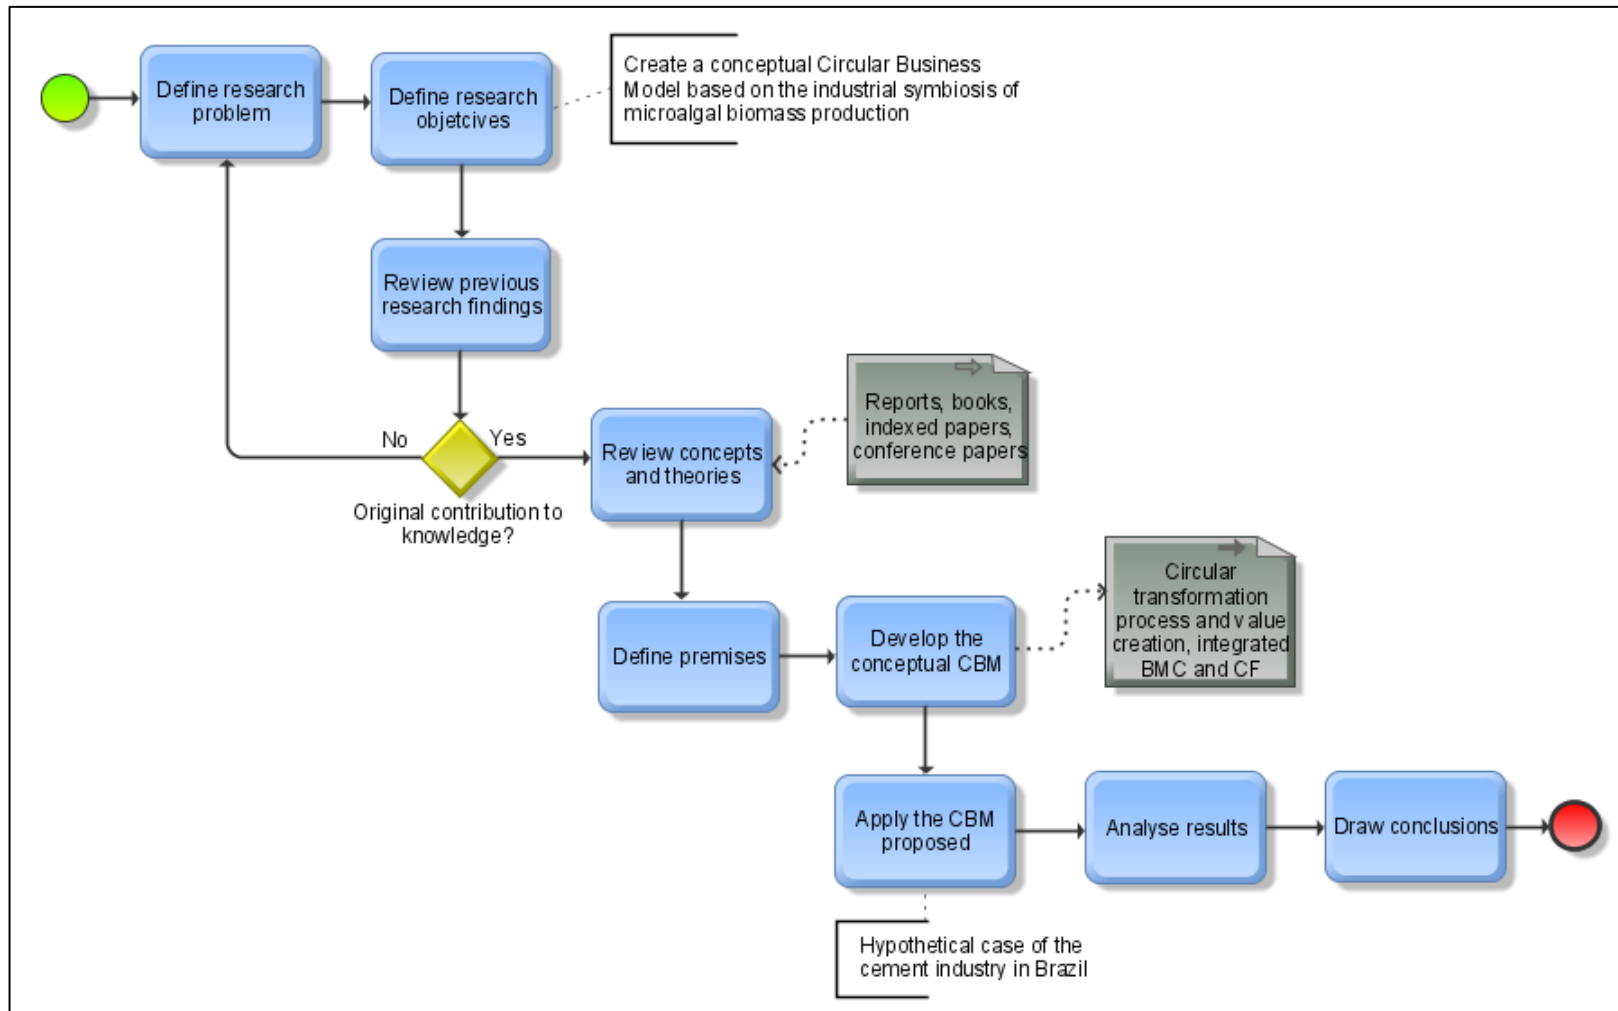 Define research
problem
Define research
objetcives
Create a conceptual Circular Business
Model based on the industrial symbiosis of
microalgal biomass production
Review previous
research findings
No
Yes
Original contribution to
knowledge?
Review concepts
and theories
Reports, books,
indexed papers,
conference papers
Define premises
Develop the
conceptual CBM
Circular
transformation
process and value
creation, integrated
BMC and CF
Apply the CBM
proposed
Analyse results
Draw conclusions
Hypothetical case of the
cement industry in Brazil